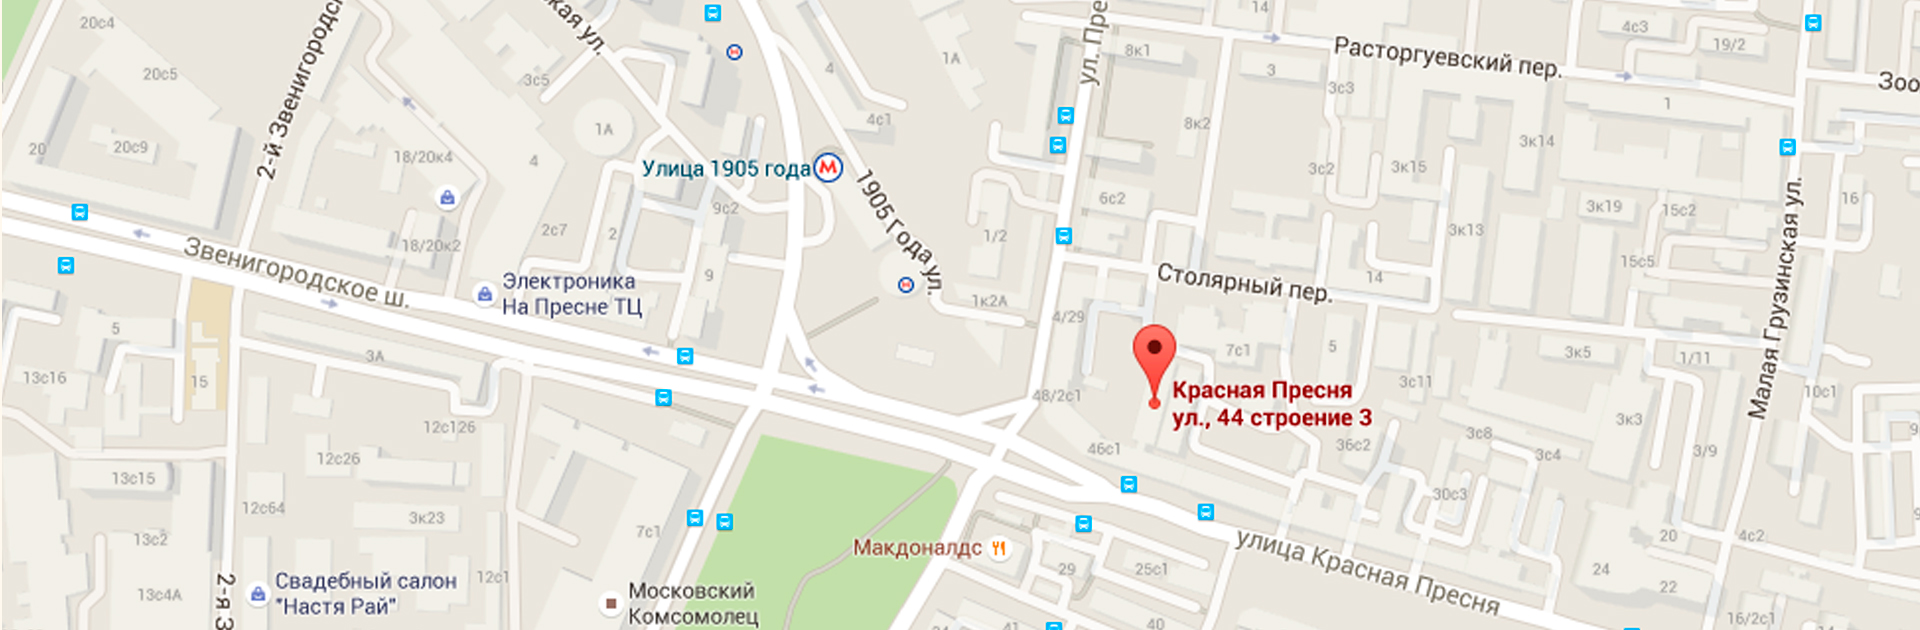 20с4
2-й Звенигородс
кая ул.
ул. Пре
14
4с3
19/2
8к1
Расторгуевский пер.
20с5
3с5
4
1А
3
3с3
1
Зоо
20
20с9
18/20к4
4
1А
4с1
8к2
3к14
Улица 1905 года
1905 Года ул.
3с2
3к15
16
6с2
3к19
15с2
9с2
2с7
2
1/2
3к13
Малая Грузинская ул.
18/20к2
Звенигородское ш.
Электроника
На Пресне ТЦ
9
15с5
Столярный пер.
14
1к2А
4/29
5
3А
7с1
5
3к5
1/11
13с16
15
48/2с1
Красная Пресня
ул., 44 строение 3
3с11
10с1
12с126
3к3
46с1
36с2
3с8
3с4
3/9
9
12с26
13с15
30с3
12с64
3к23
7с1
13с2
Макдоналдс
улица Красная Пресня
20
4с2
2-я З
Свадебный салон
"Настя Рай"
12с1
29
25с1
24
22
13с4А
Московский
Комсомолец
41
40
16/2с1